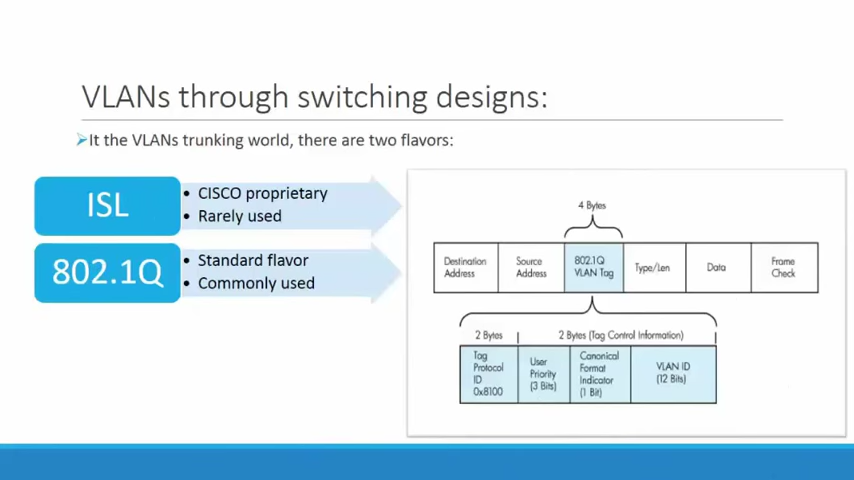 VLANs through switching designs:
It the VLANs trunking world, there are two flavors:
ISL
• CISCO proprietary
• Rarely used
802.1Q
• Standard flavor
• Commonly used
4 Bytes
Destination
Address
Source
Address
802.1Q
VLAN Tag
Type/Len
Data
Frame
Check
2 Bytes
2 Bytes (Tag Control Information)
Tag
Protocol
ID
0x8100
User
Priority
(3 Bits)
Canonical
Format
Indicator
(1 Bit)
VLAN ID
(12 Bits)